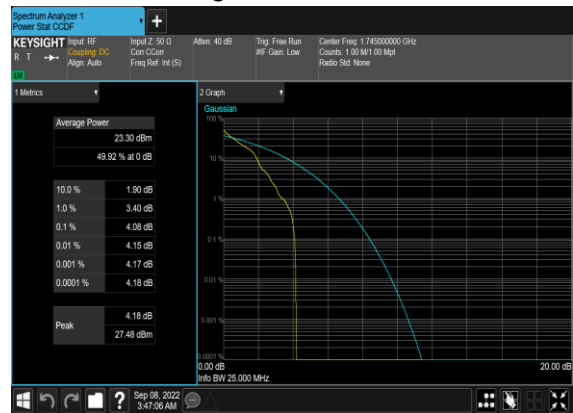 Spectrum Analyzer 1
Power Stat CCDF
KEYSIGHT
R T
LXI
Input: RF
Coupling: DC
Align: Auto
Input Z: 50 Ω
Corr CCorr
Freq Ref: Int (S)
Atten: 40 dB
Trig: Free Run
#IF Gain: Low
Center Freq: 1.745000000 GHz
Counts: 1.00 M/1.00 Mpt
Radio Std: None
1 Metrics
Average Power
23.30 dBm
49.92 % at 0 dB
10.0 % 1.90 dB
1.0 % 3.40 dB
0.1 % 4.08 dB
0.01 % 4.15 dB
0.001 % 4.17 dB
0.0001 % 4.18 dB
Peak
4.18 dB
27.48 dBm
2 Graph
Gaussian
100 %
10 %
1 %
0.1 %
0.01 %
0.001 %
0.0001 %
0.00 dB 20.00 dB
Info BW 25.000 MHz
?
Sep 08, 2022
3:47:06 AM